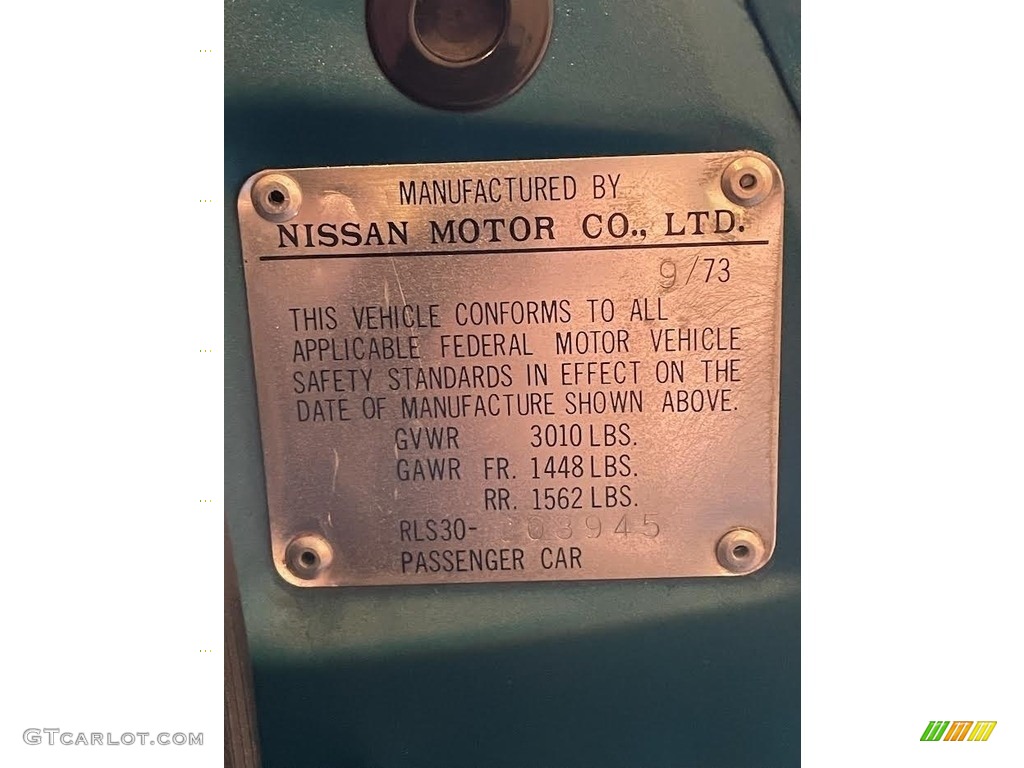 MANUFACTURED BY
NISSAN MOTOR CO., LTD.
9/73
THIS VEHICLE CONFORMS TO ALL
APPLICABLE FEDERAL MOTOR VEHICLE
SAFETY STANDARDS IN EFFECT ON THE
DATE OF MANUFACTURE SHOWN ABOVE.
GVWR 3010 LBS.
GAWR FR. 1448 LBS.
RR. 1562 LBS.
RLS30-
PASSENGER CAR
GTCARLOT.COM